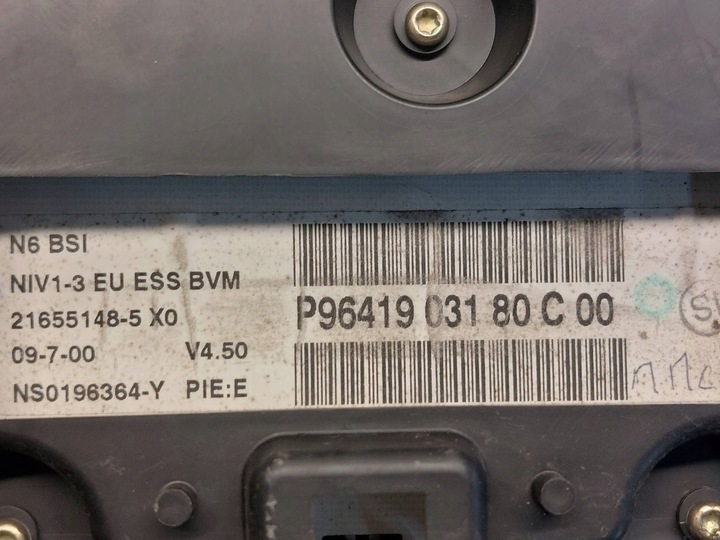 N6 BSI
NIV1-3 EU ESS BVM
21655148-5 X0
09-7-00 V4.50
NS0196364-Y PIE:E
P96419 031 80 C 00